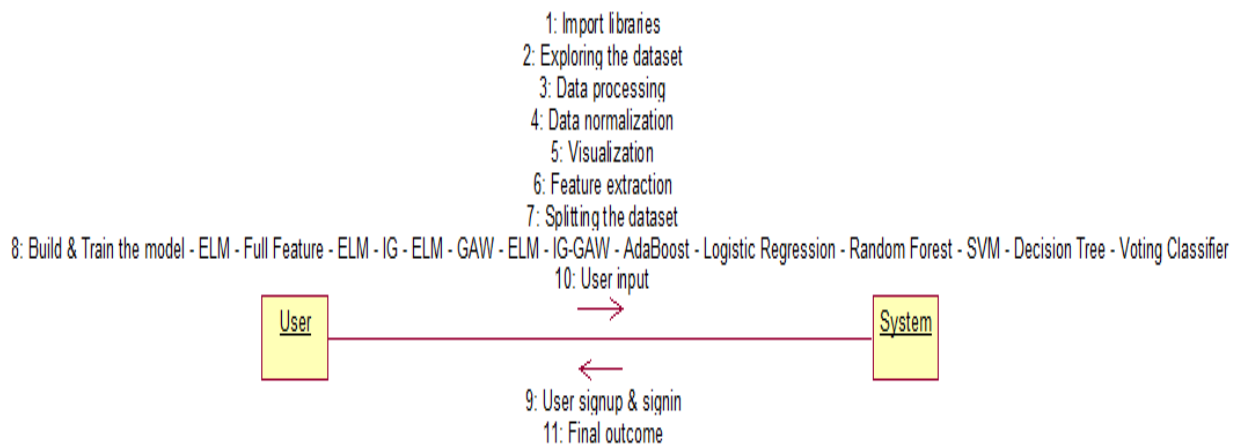 1: Import libraries
2: Exploring the dataset
3: Data processing
4: Data normalization
5: Visualization
6: Feature extraction
7: Splitting the dataset
8: Build & Train the model - ELM - Full Feature - ELM - IG - ELM - GAW - ELM - IG-GAW - AdaBoost - Logistic Regression - Random Forest - SVM - Decision Tree - Voting Classifier
10: User input
User
System
9: User signup & signin
11: Final outcome